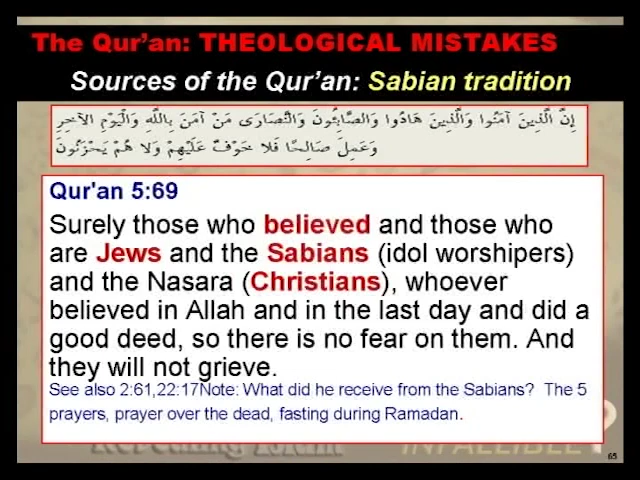 The Qur'an: THEOLOGICAL MISTAKES
Sources of the Qur'an: Sabian tradition
إِنَّ الَّذِينَ آمَنُوا وَالَّذِينَ هَادُوا وَالصَّابِئُونَ وَالنَّصَارَى مَنْ آمَنَ بِاللَّهِ وَالْيَوْمِ الآخِرِ
وَعَمِلَ صَالِحًا فَلا خَوْفٌ عَلَيْهِمْ وَلا هُمْ يَحْزَنُونَ
Qur'an 5:69
Surely those who believed and those who
are Jews and the Sabians (idol worshipers)
and the Nasara (Christians), whoever
believed in Allah and in the last day and did a
good deed, so there is no fear on them. And
they will not grieve.
See also 2:61,22:17Note: What did he receive from the Sabians? The 5
prayers, prayer over the dead, fasting during Ramadan.
INFALLIBLE?
65